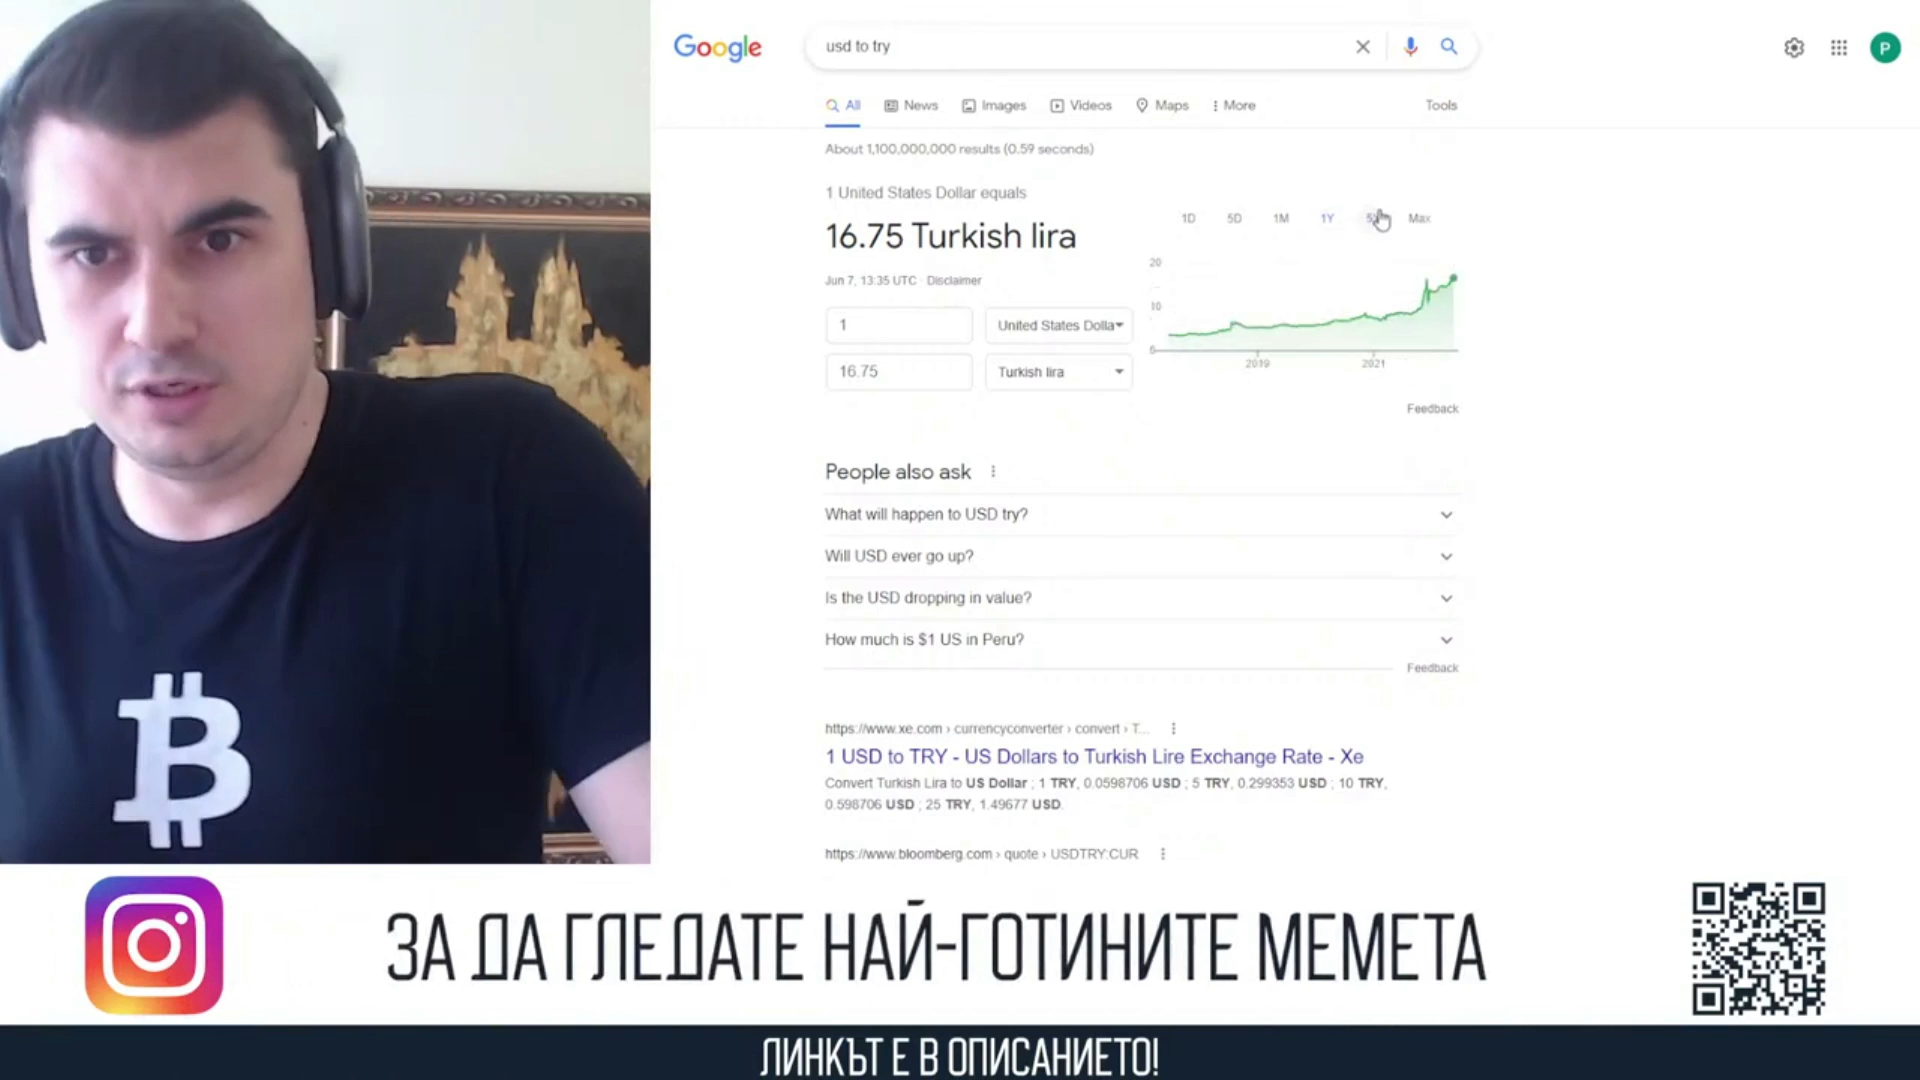 Google
usd to try
P
All
News
Images
Videos
Maps
More
Tools
About 1,100,000,000 results (0.59 seconds)
1 United States Dollar equals
16.75 Turkish lira
Jun 7, 13:35 UTC · Disclaimer
1
United States Dolla
16.75
Turkish lira
1D
5D
1M
1Y
Max
20
10
2019
2021
Feedback
People also ask
What will happen to USD try?
Will USD ever go up?
Is the USD dropping in value?
How much is $1 US in Peru?
Feedback
https://www.xe.com › currencyconverter › convert › T...
1 USD to TRY - US Dollars to Turkish Lire Exchange Rate - Xe
Convert Turkish Lira to US Dollar ; 1 TRY, 0.0598706 USD ; 5 TRY, 0.299353 USD ; 10 TRY,
0.598706 USD ; 25 TRY, 1.49677 USD.
https://www.bloomberg.com › quote › USDTRY:CUR
ЗА ДА ГЛЕДАТЕ НАЙ-ГОТИНИТЕ МЕМЕТА
ЛИНКЪТ Е В ОПИСАНИЕТО!